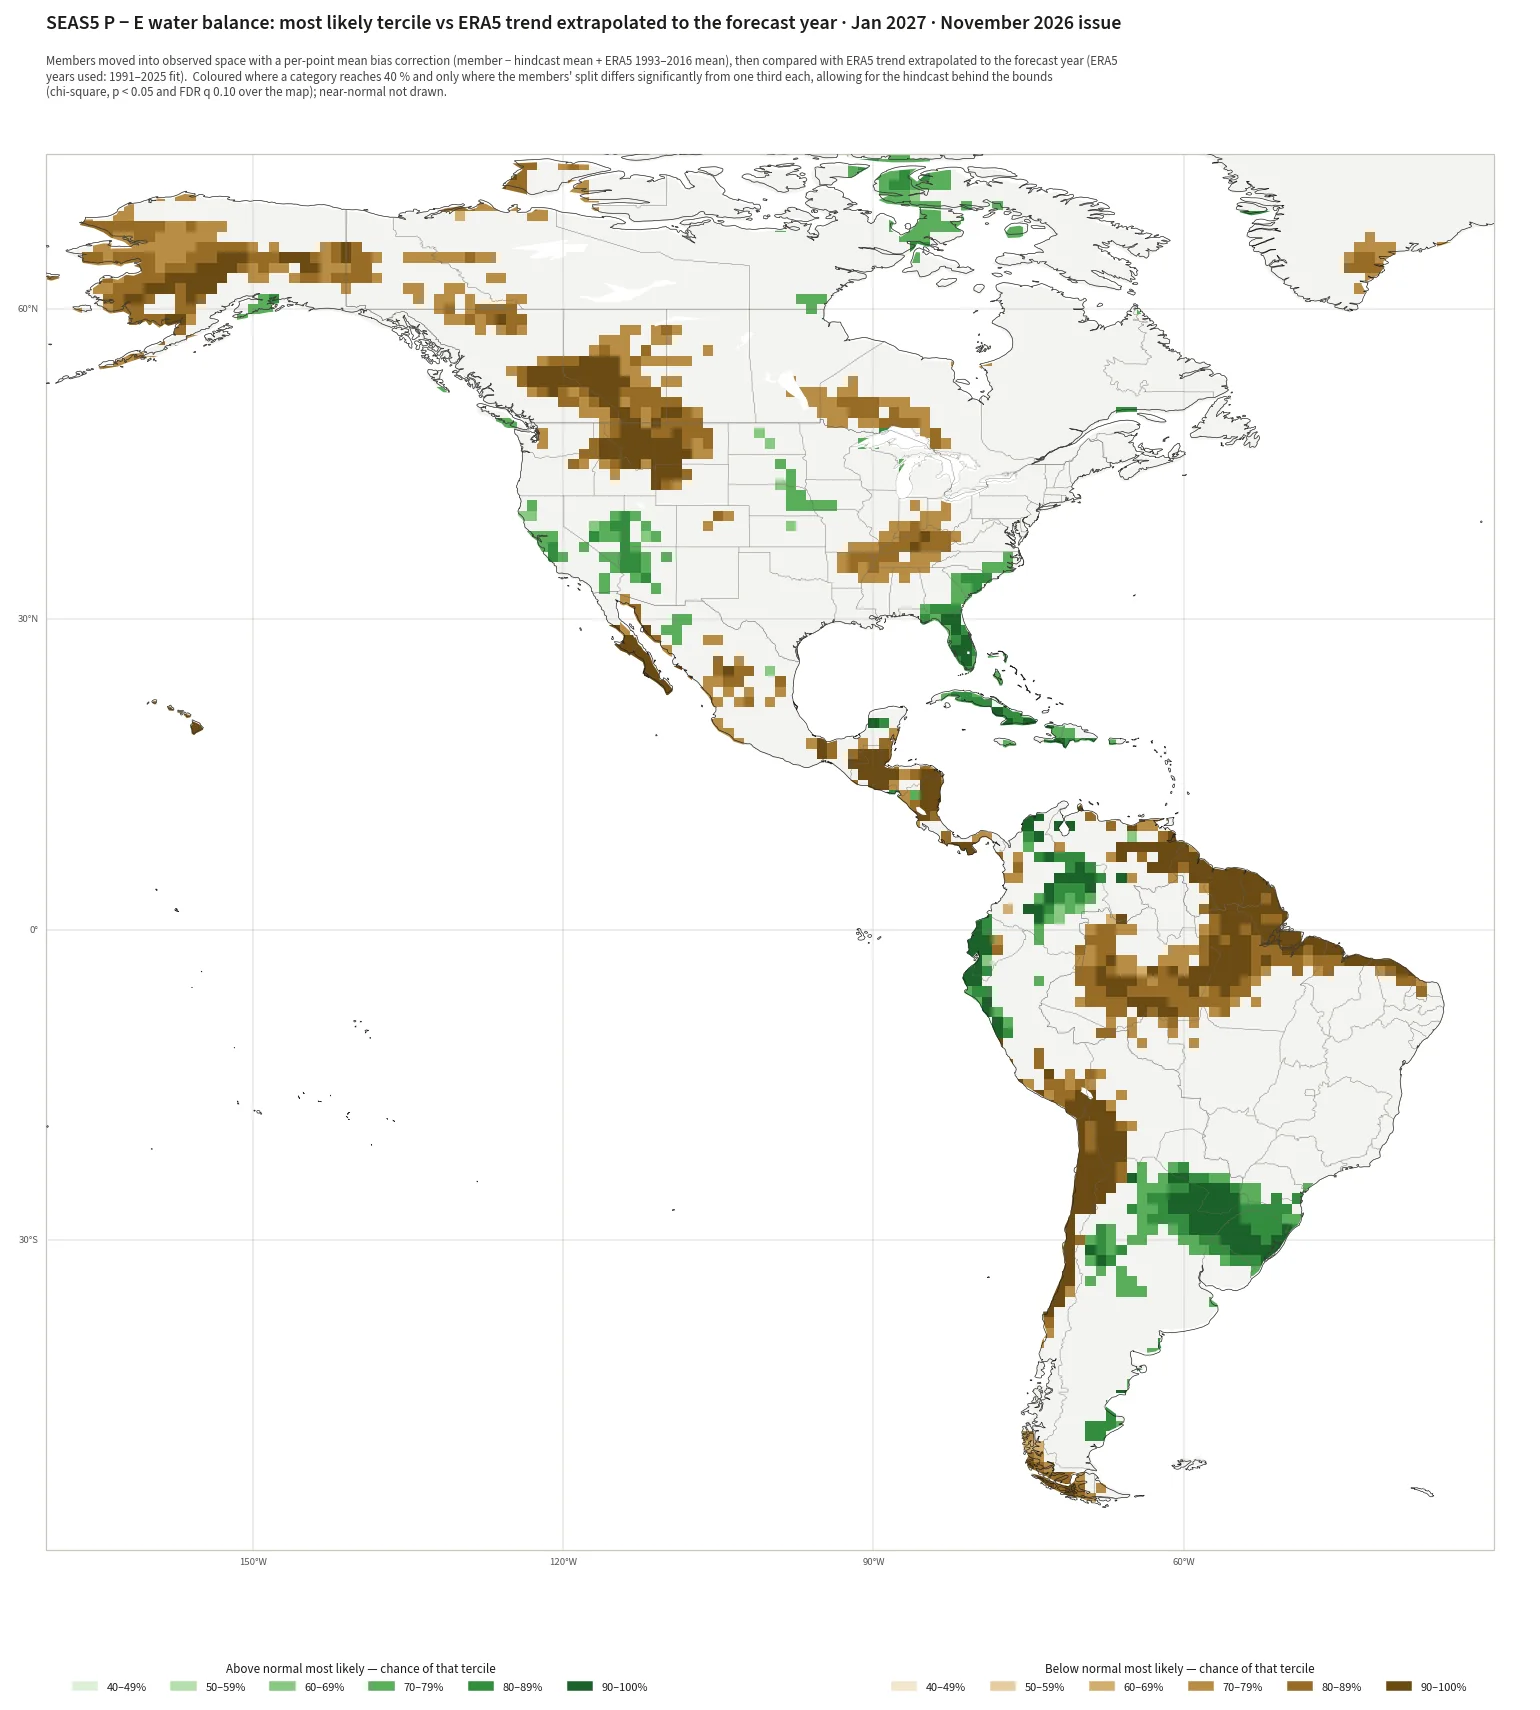 SEAS5 P − E water balance: most likely tercile vs ERA5 trend extrapolated to the forecast year · Jan 2027 · November 2026 issue
Members moved into observed space with a per-point mean bias correction (member − hindcast mean + ERA5 1993–2016 mean), then compared with ERA5 trend extrapolated to the forecast year (ERA5
years used: 1991–2025 fit). Coloured where a category reaches 40 % and only where the members' split differs significantly from one third each, allowing for the hindcast behind the bounds
(chi-square, p < 0.05 and FDR q 0.10 over the map); near-normal not drawn.
60°N
30°N
0°
30°S
150°W 120°W 90°W 60°W
Above normal most likely — chance of that tercile
40–49% 50–59% 60–69% 70–79% 80–89% 90–100%
Below normal most likely — chance of that tercile
40–49% 50–59% 60–69% 70–79% 80–89% 90–100%